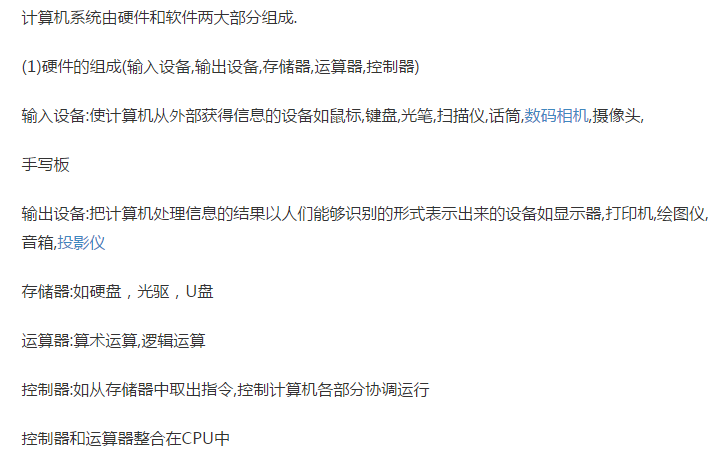 计算机系统由硬件和软件两大部分组成.
(1)硬件的组成(输入设备,输出设备,存储器,运算器,控制器)
输入设备:使计算机从外部获得信息的设备如鼠标,键盘,光笔,扫描仪,话筒,数码相机,摄像头,
手写板
输出设备:把计算机处理信息的结果以人们能够识别的形式表示出来的设备如显示器,打印机,绘图仪,
音箱,投影仪
存储器:如硬盘，光驱，U盘
运算器:算术运算,逻辑运算
控制器:如从存储器中取出指令,控制计算机各部分协调运行
控制器和运算器整合在CPU中